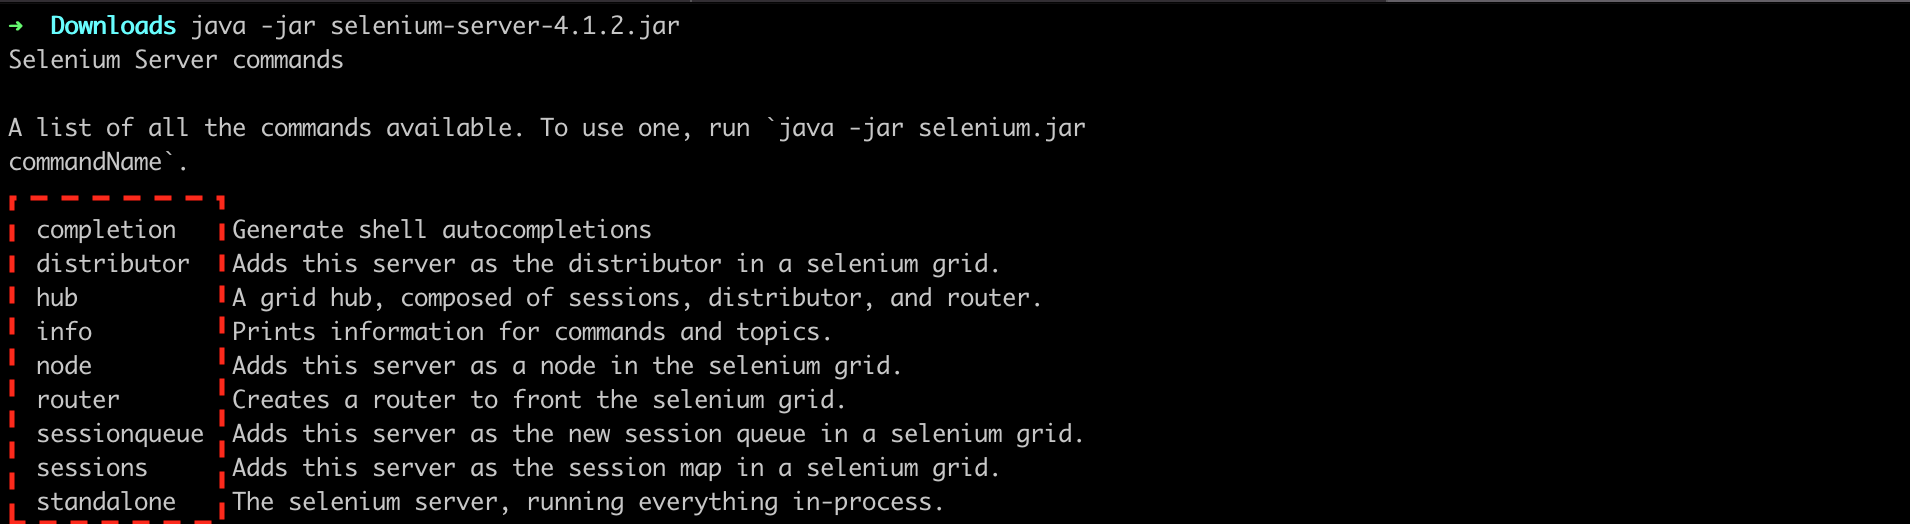 ➜  Downloads java -jar selenium-server-4.1.2.jar
Selenium Server commands
A list of all the commands available. To use one, run `java -jar selenium.jar
commandName`.
completion Generate shell autocompletions
distributor Adds this server as the distributor in a selenium grid.
hub A grid hub, composed of sessions, distributor, and router.
info Prints information for commands and topics.
node Adds this server as a node in the selenium grid.
router Creates a router to front the selenium grid.
sessionqueue Adds this server as the new session queue in a selenium grid.
sessions Adds this server as the session map in a selenium grid.
standalone The selenium server, running everything in-process.